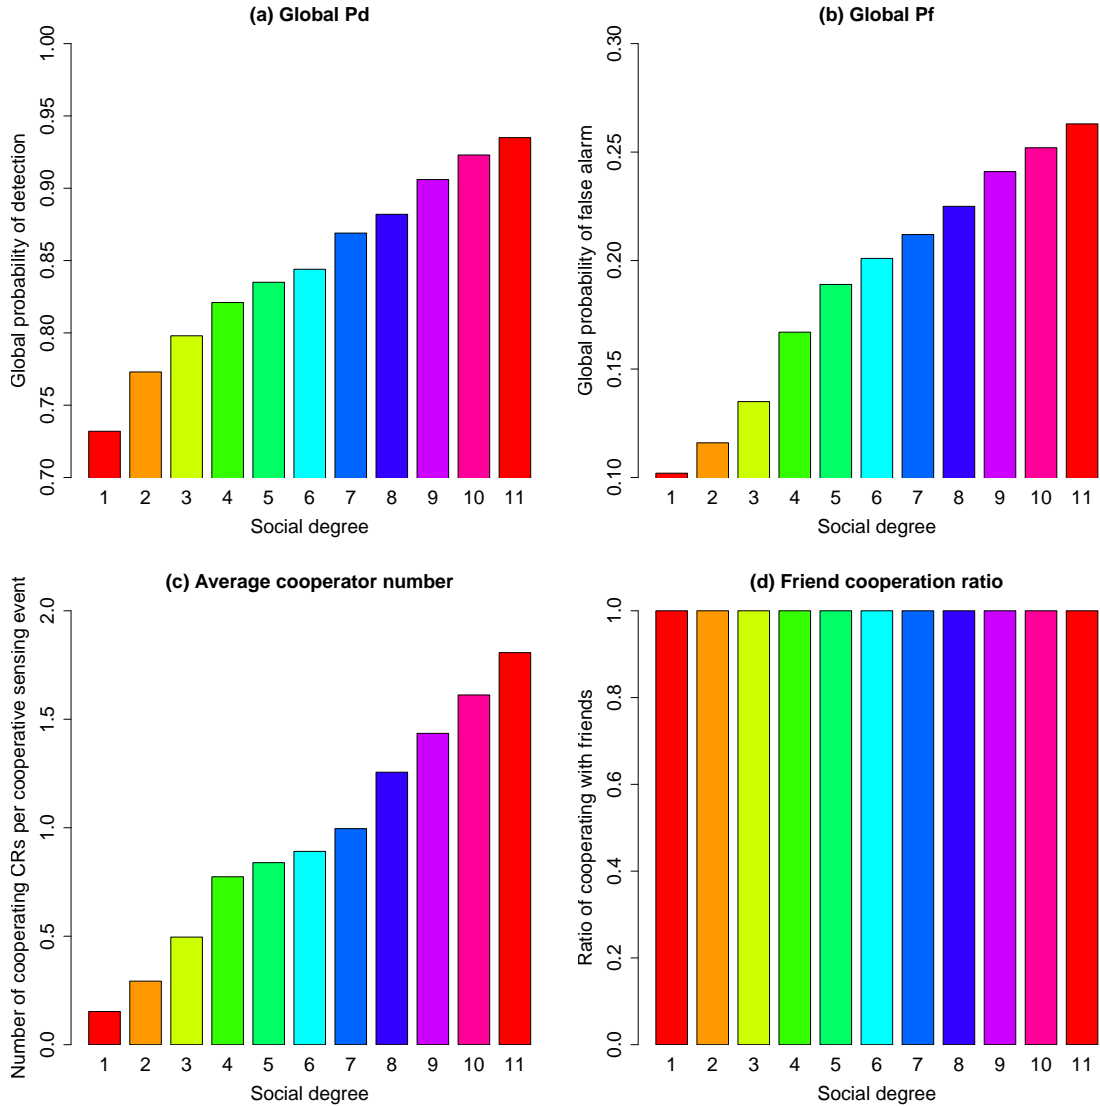 (a) Global Pd
Global probability of detection
1.00
0.95
0.90
0.85
0.80
0.75
0.70
1 2 3 4 5 6 7 8 9 10 11
Social degree
(b) Global Pf
Global probability of false alarm
0.30
0.25
0.20
0.15
0.10
1 2 3 4 5 6 7 8 9 10 11
Social degree
(c) Average cooperator number
Number of cooperating CRs per cooperative sensing event
2.0
1.5
1.0
0.5
0.0
1 2 3 4 5 6 7 8 9 10 11
Social degree
(d) Friend cooperation ratio
Ratio of cooperating with friends
1.0
0.8
0.6
0.4
0.2
0.0
1 2 3 4 5 6 7 8 9 10 11
Social degree